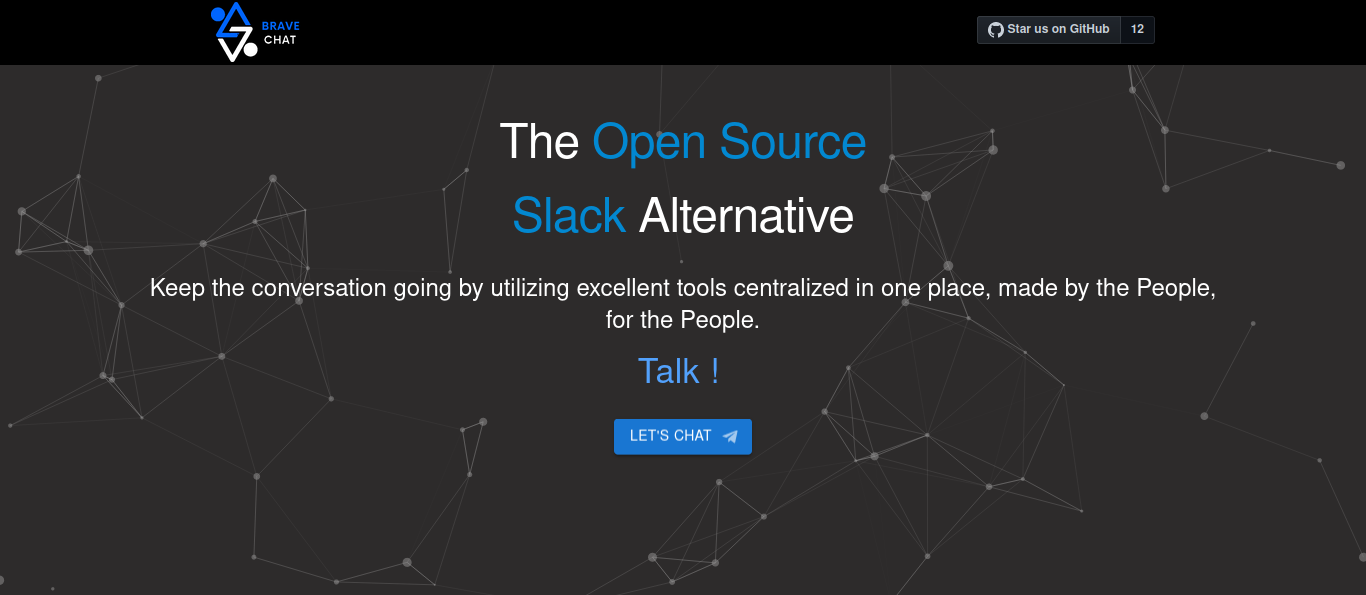 BRAVE
CHAT
Star us on GitHub 12
The Open Source
Slack Alternative
Keep the conversation going by utilizing excellent tools centralized in one place, made by the People,
for the People.
Talk !
LET'S CHAT